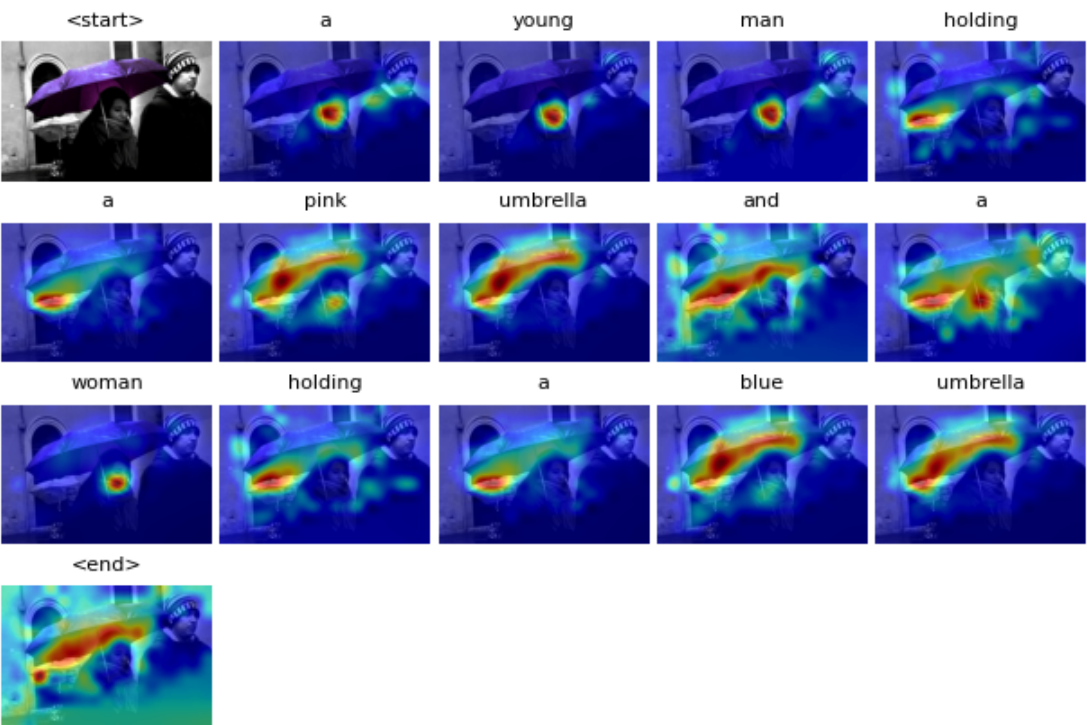 <start> a young man holding
a pink umbrella and a
woman holding a blue umbrella
<end>